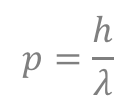 p = h/λ